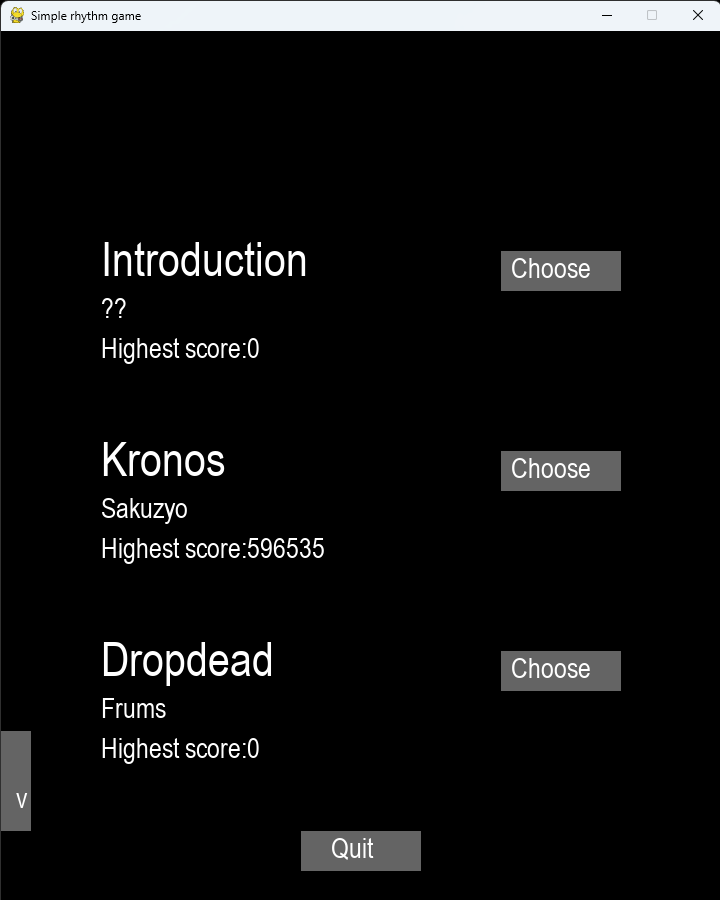 Simple rhythm game
Introduction
Choose
??
Highest score:0
Kronos
Choose
Sakuzyo
Highest score:596535
Dropdead
Choose
Frums
Highest score:0
v
Quit